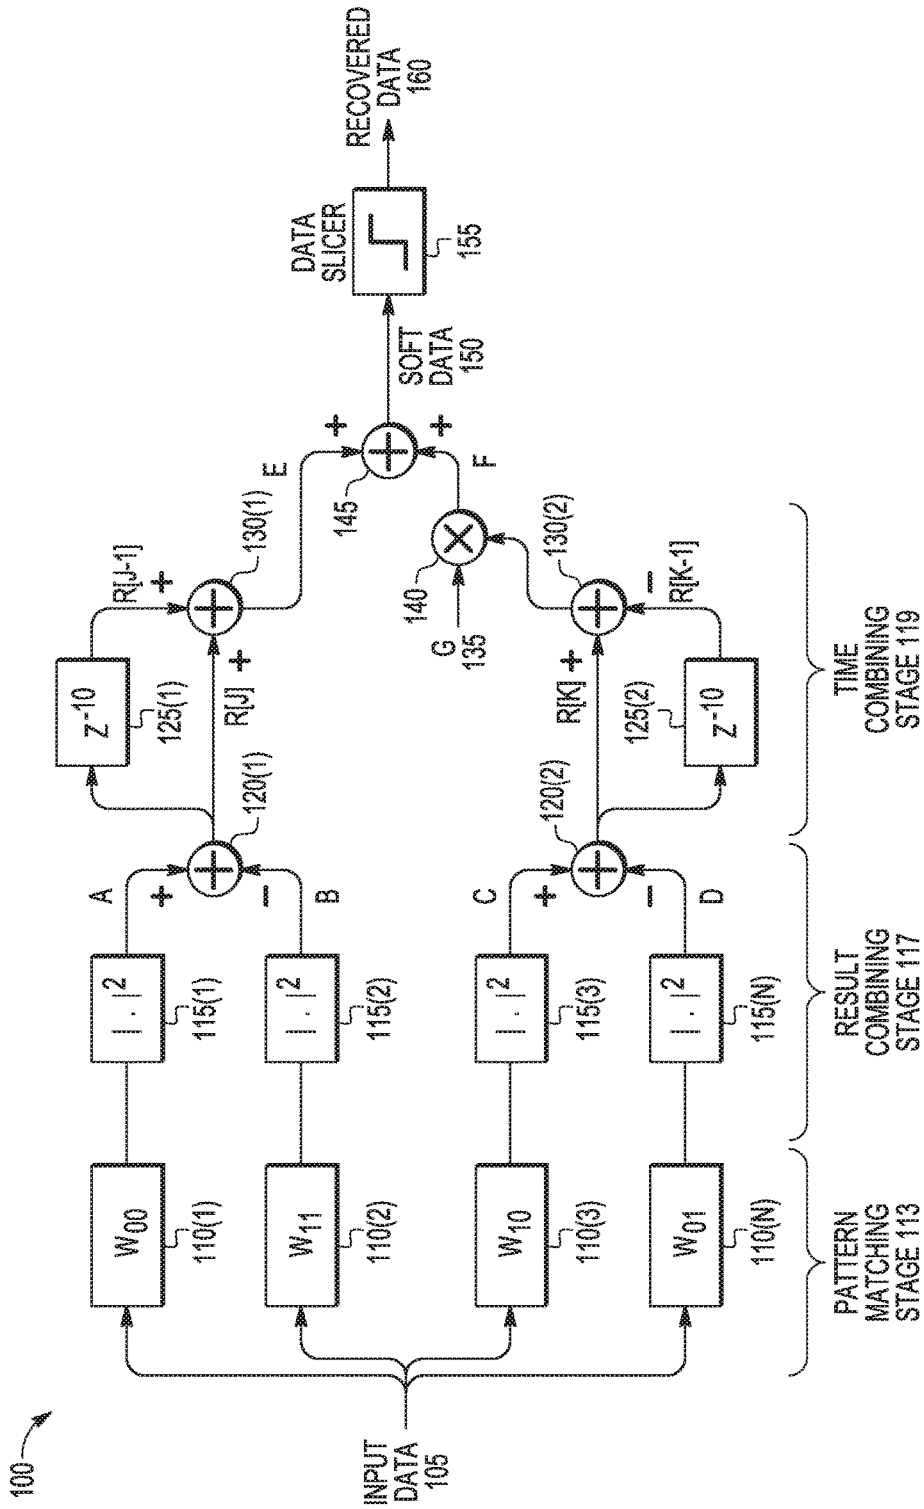 100
INPUT
DATA
105
W00
110(1)
W11
110(2)
W10
110(3)
W01
110(N)
PATTERN
MATCHING
STAGE 113
| . |2
115(1)
| . |2
115(2)
| . |2
115(3)
| . |2
115(N)
A
+
−
B
C
+
−
D
RESULT
COMBINING
STAGE 117
+
120(1)
+
120(2)
Z-10
125(1)
R[J-1]
+
R[J]
+
+
130(1)
E
G
135
×
140
F
R[K]
+
+
130(2)
−
R[K-1]
Z-10
125(2)
TIME
COMBINING
STAGE 119
+
+
+
145
SOFT
DATA
150
DATA
SLICER
155
RECOVERED
DATA
160